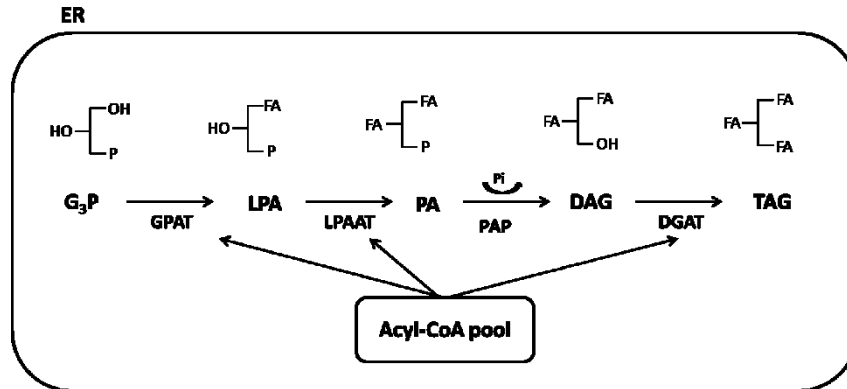 ER
OH
HO
P
FA
HO
P
FA
FA
P
FA
FA
OH
FA
FA
FA
Pi
G3P
GPAT
LPA
LPAAT
PA
PAP
DAG
DGAT
TAG
Acyl-CoA pool